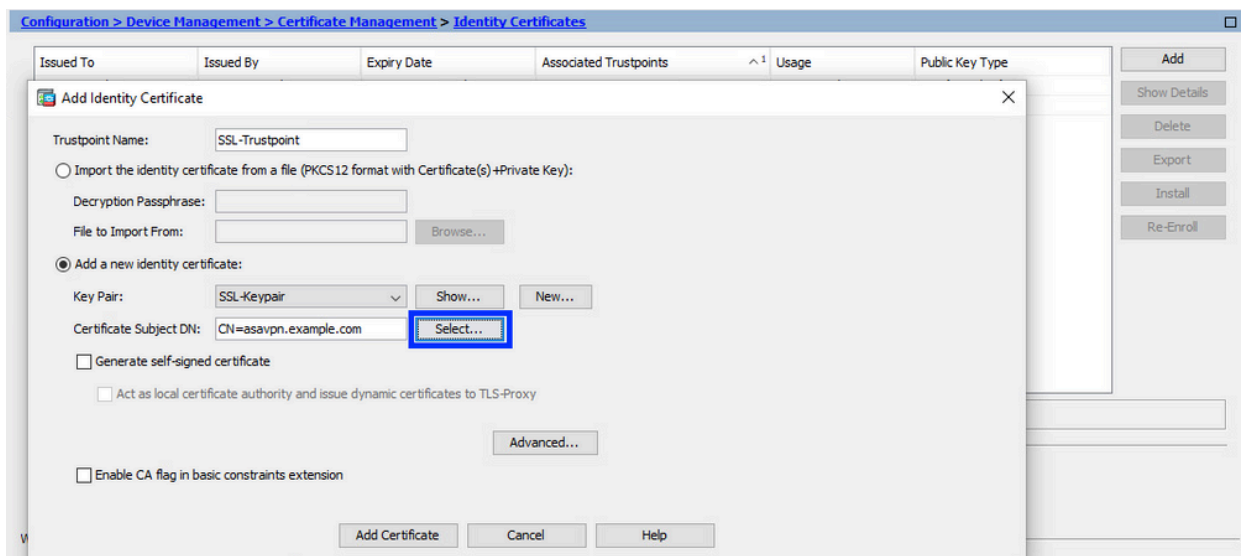 Configuration > Device Management > Certificate Management > Identity Certificates
Issued To Issued By Expiry Date Associated Trustpoints 1 Usage Public Key Type
Add
Show Details
Delete
Export
Install
Re-Enroll
Add Identity Certificate
Trustpoint Name: SSL-Trustpoint
Import the identity certificate from a file (PKCS12 format with Certificate(s)+Private Key):
Decryption Passphrase:
File to Import From: Browse...
Add a new identity certificate:
Key Pair: SSL-Keypair Show... New...
Certificate Subject DN: CN=asavpn.example.com Select...
Generate self-signed certificate
Act as local certificate authority and issue dynamic certificates to TLS-Proxy
Advanced...
Enable CA flag in basic constraints extension
Add Certificate Cancel Help